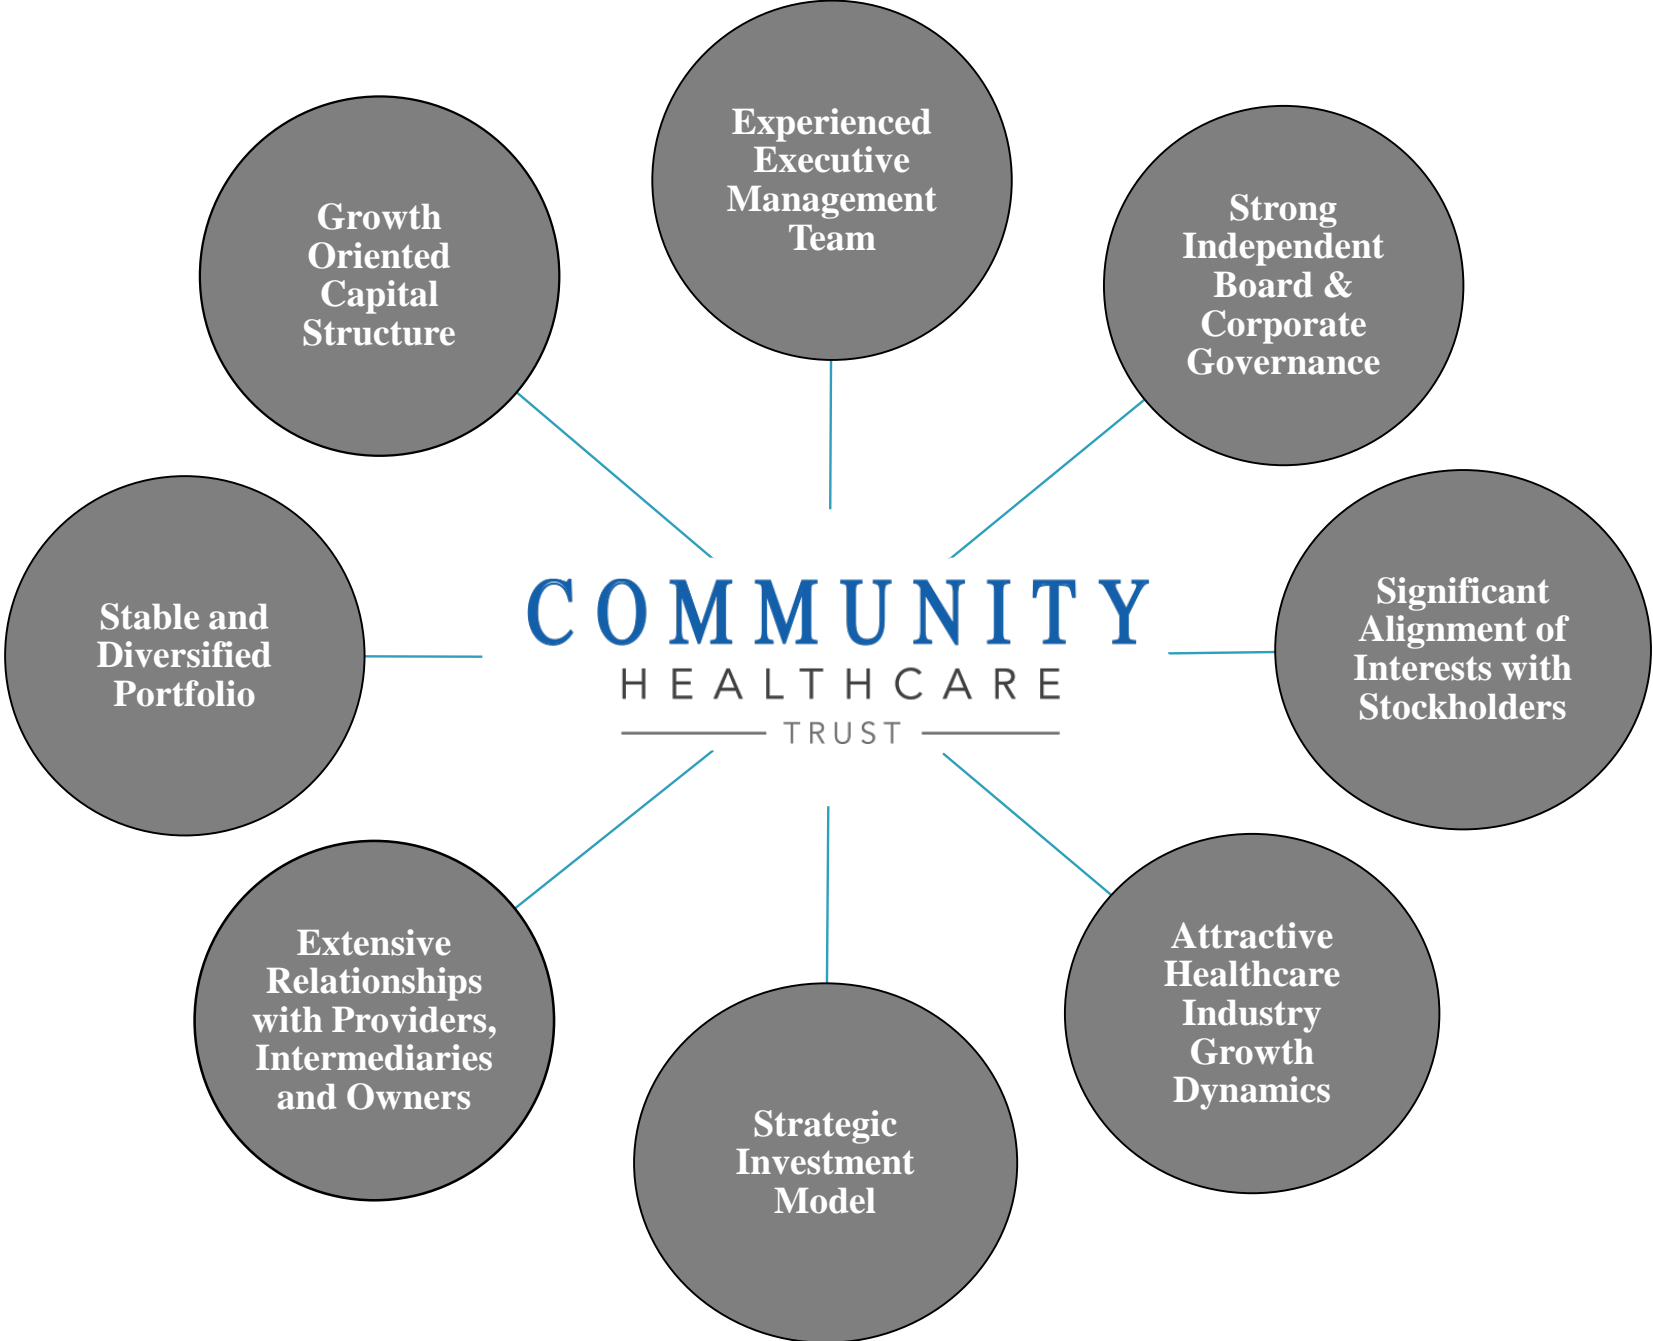 Experienced
Executive
Management
Team
Strong
Independent
Board &
Corporate
Governance
Significant
Alignment of
Interests with
Stockholders
Attractive
Healthcare
Industry
Growth
Dynamics
Strategic
Investment
Model
Extensive
Relationships
with Providers,
Intermediaries
and Owners
Stable and
Diversified
Portfolio
Growth
Oriented
Capital
Structure
COMMUNITY
HEALTHCARE
TRUST